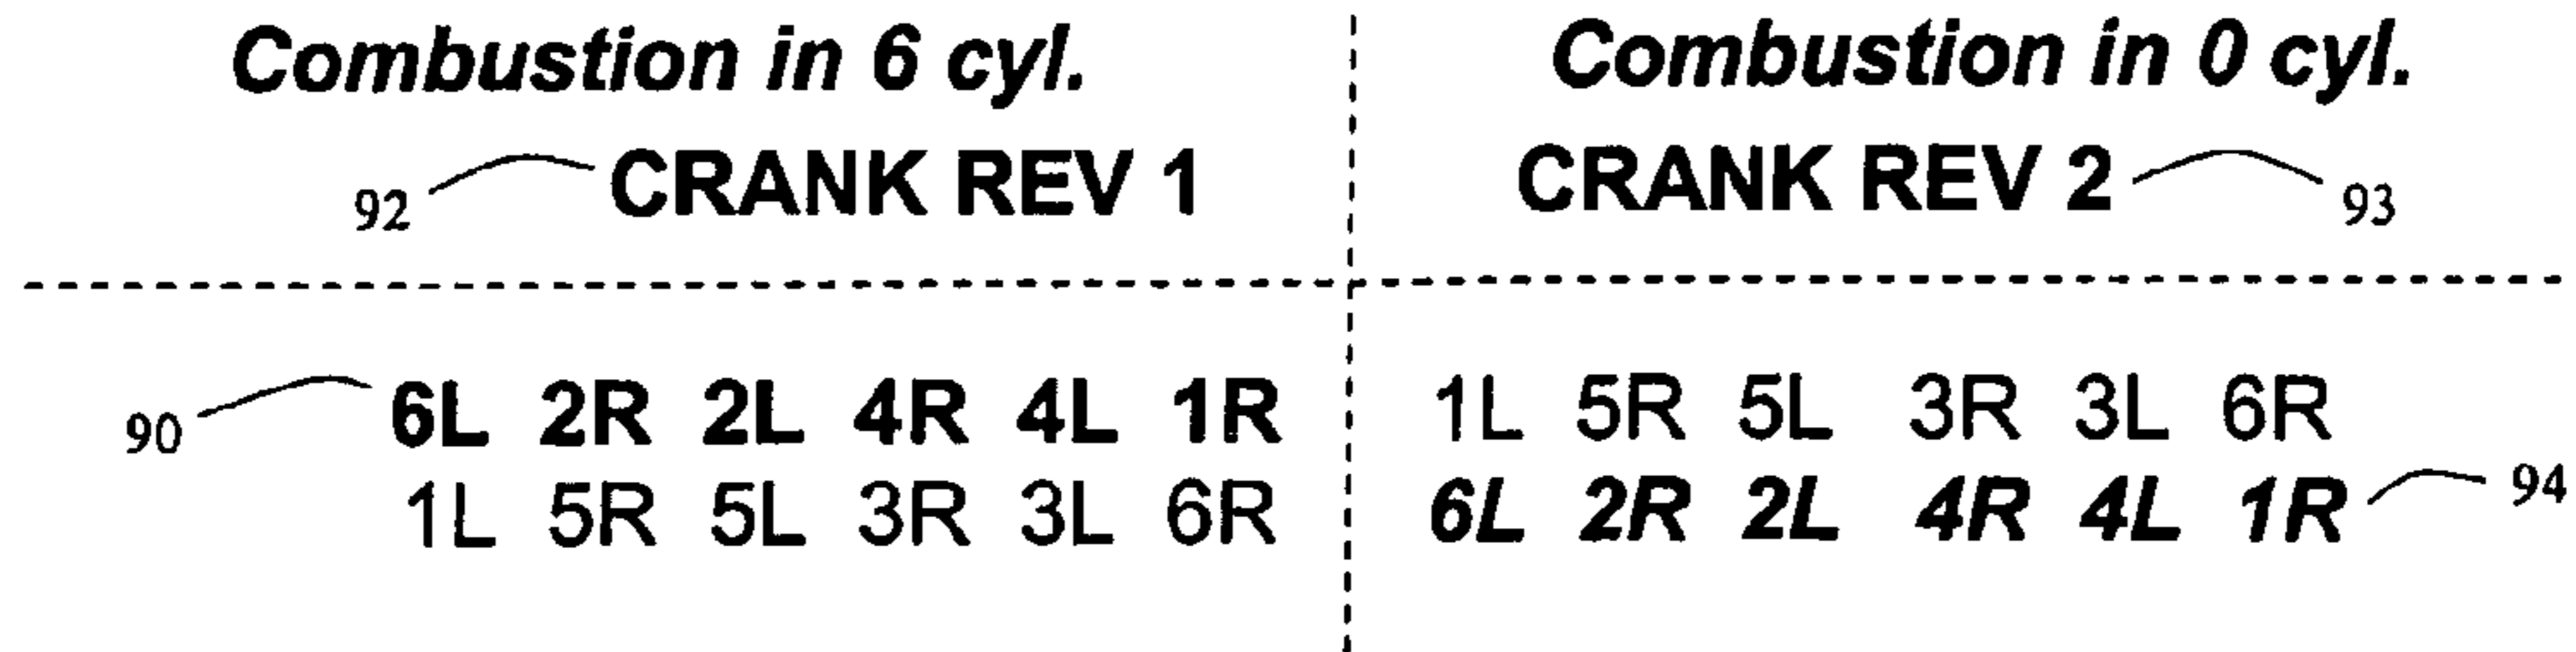 Combustion in 6 cyl. Combustion in 0 cyl.
92 CRANK REV 1 CRANK REV 2 93
90 6L 2R 2L 4R 4L 1R 1L 5R 5L 3R 3L 6R
1L 5R 5L 3R 3L 6R 6L 2R 2L 4R 4L 1R 94